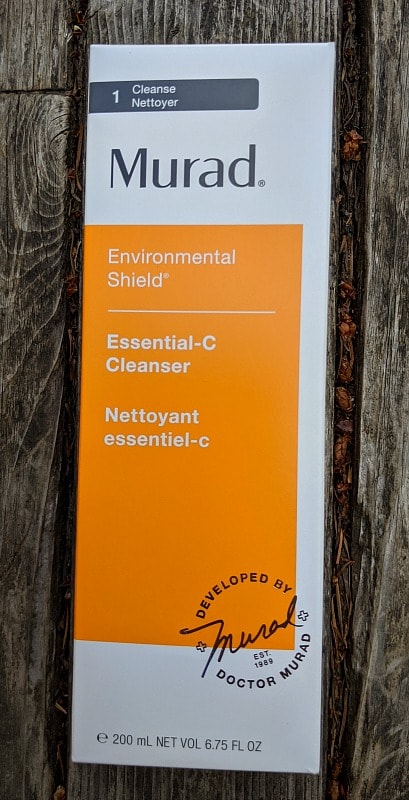 1 Cleanse
Nettoyer
Murad®
Environmental
Shield®
Essential-C
Cleanser
Nettoyant
essentiel-c
DEVELOPED BY
Murad
EST.
1989
DOCTOR MURAD
℮ 200 mL NET VOL 6.75 FL OZ